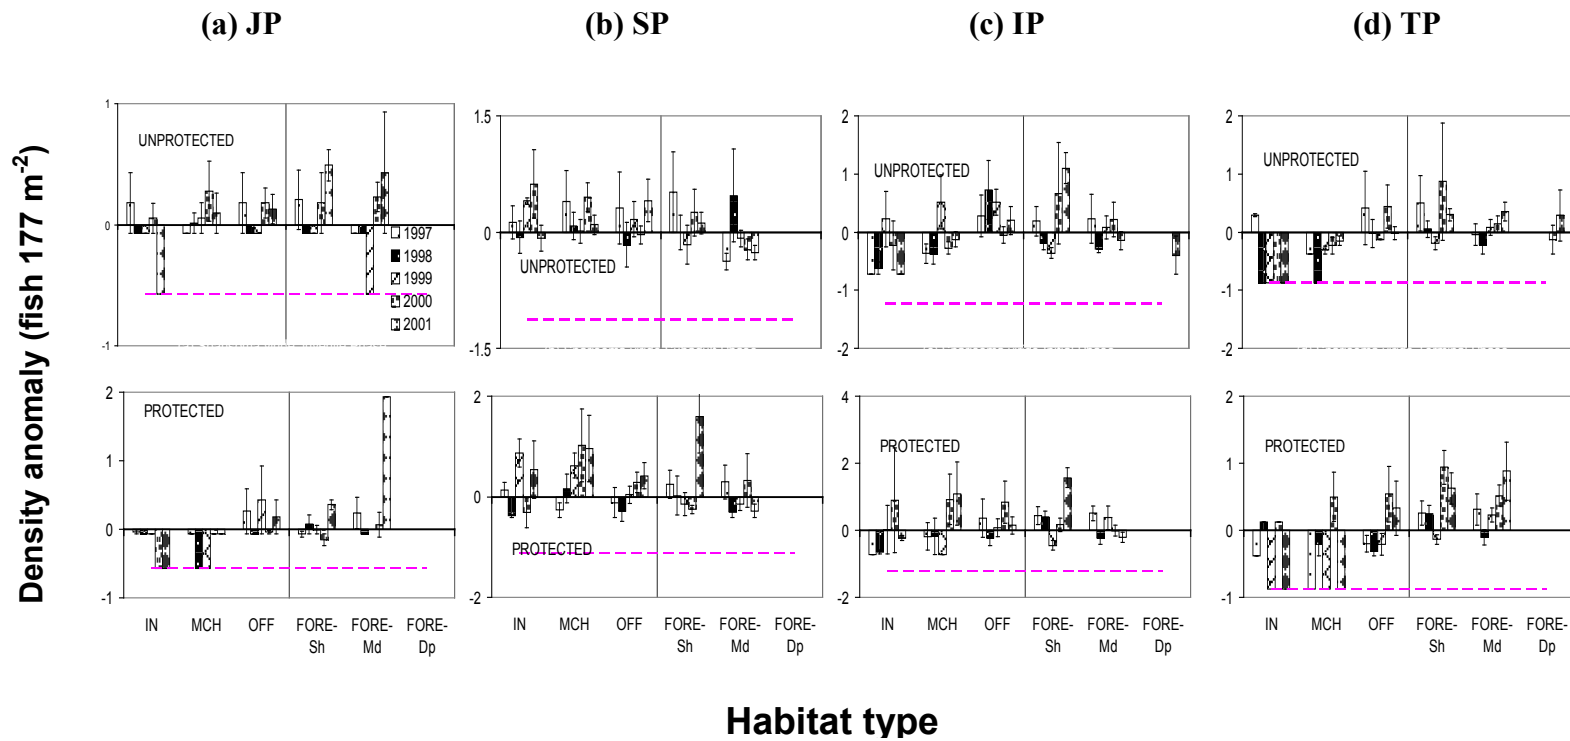 (a) JP (b) SP (c) IP (d) TP
Density anomaly (fish 177 m-2)
1 1.5 2 2
UNPROTECTED UNPROTECTED UNPROTECTED
1 1
0 0 0 0
1997
1998
1999
2000
2001
UNPROTECTED
-1 -1
-1 -1.5 -2 -2
2 2 4 2
PROTECTED PROTECTED PROTECTED
1 2 1
0 0 0 0
PROTECTED
-1 -2 -2 -1
IN MCH OFF FORE-Sh FORE-Md FORE-Dp IN MCH OFF FORE-Sh FORE-Md FORE-Dp IN MCH OFF FORE-Sh FORE-Md FORE-Dp IN MCH OFF FORE-Sh FORE-Md FORE-Dp
Habitat type